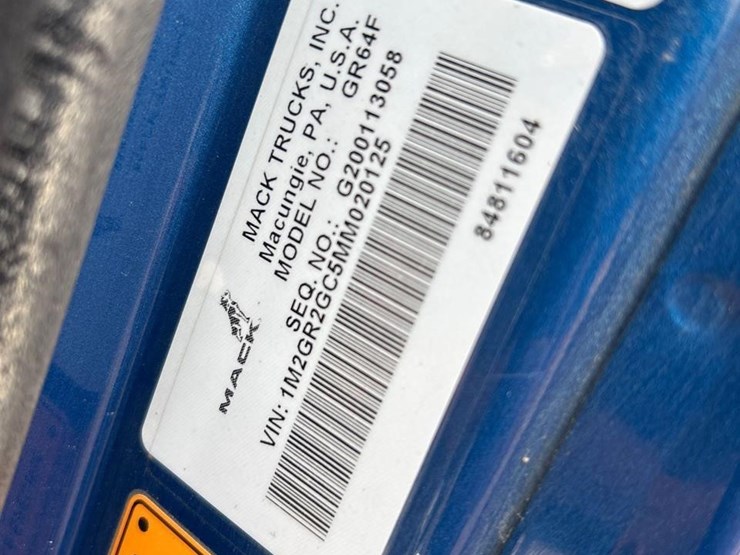 MACK
MACK TRUCKS, INC.
Macungie, PA, U.S.A.
MODEL NO.: GR64F
SEQ. NO.: G200113058
VIN: 1M2GR2GC5MM020125
84811604